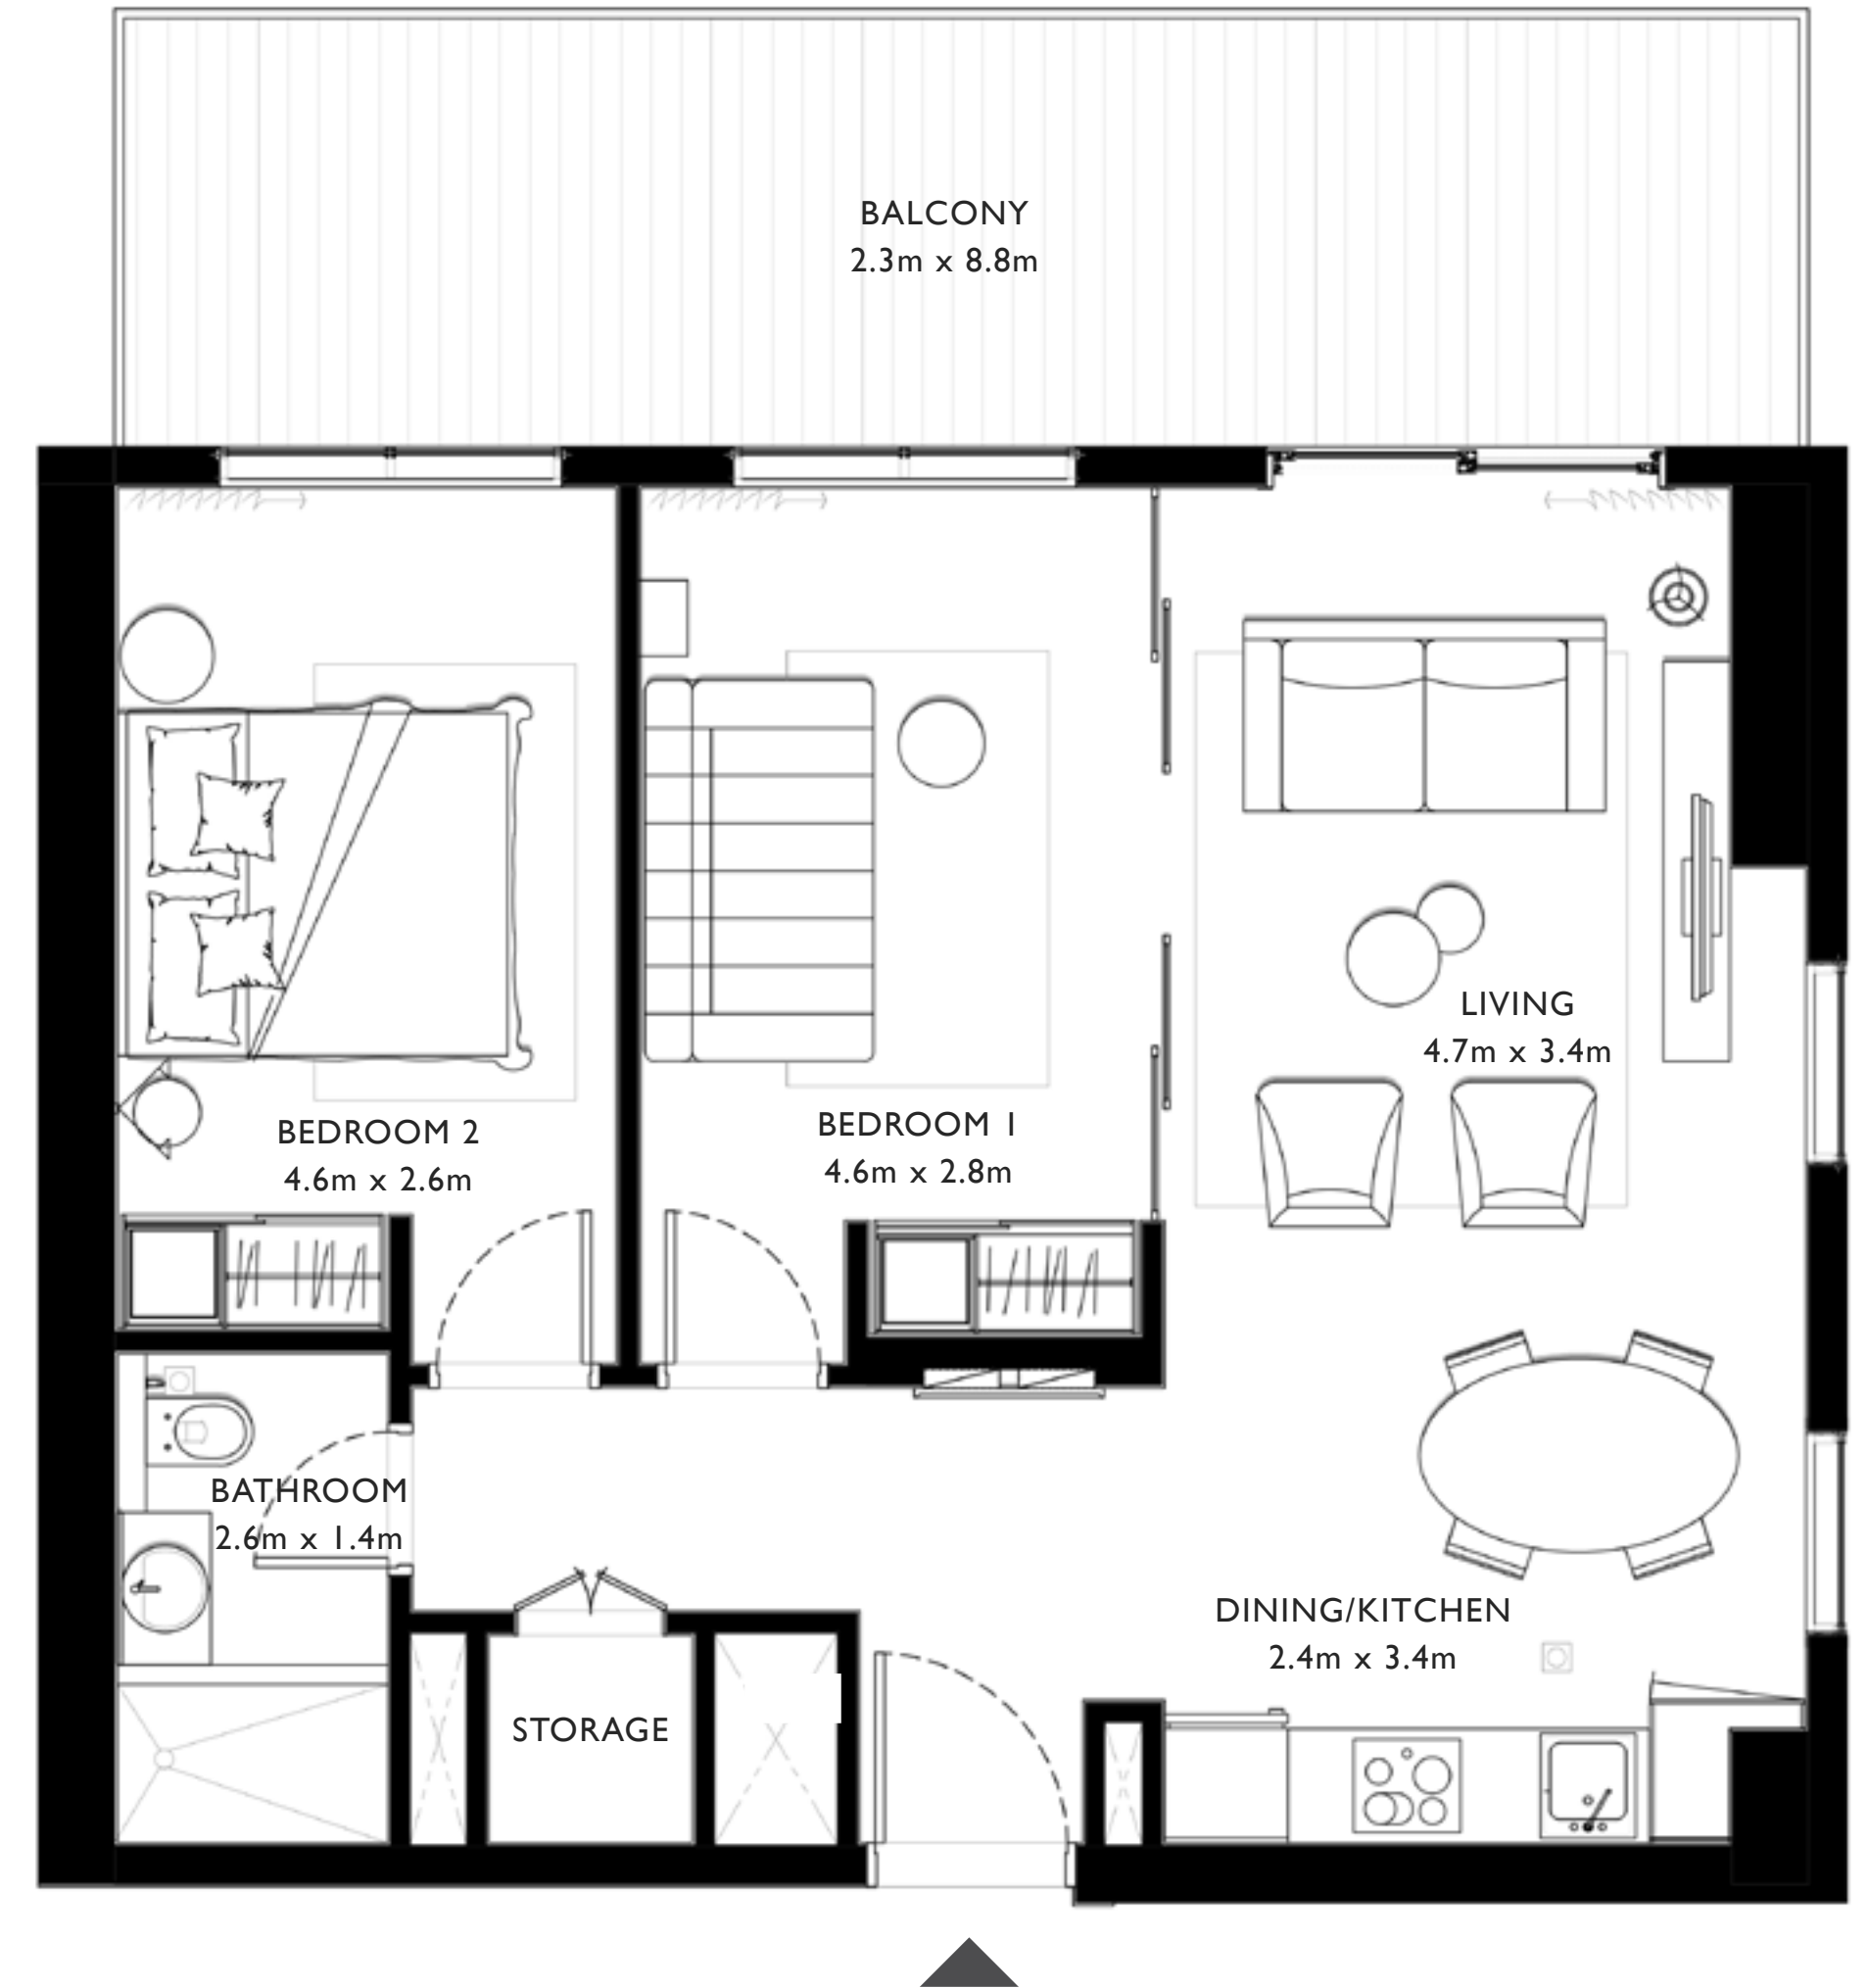 BALCONY
2.3m x 8.8m
LIVING
4.7m x 3.4m
BEDROOM 2
4.6m x 2.6m
BEDROOM 1
4.6m x 2.8m
BATHROOM
2.6m x 1.4m
DINING/KITCHEN
2.4m x 3.4m
STORAGE